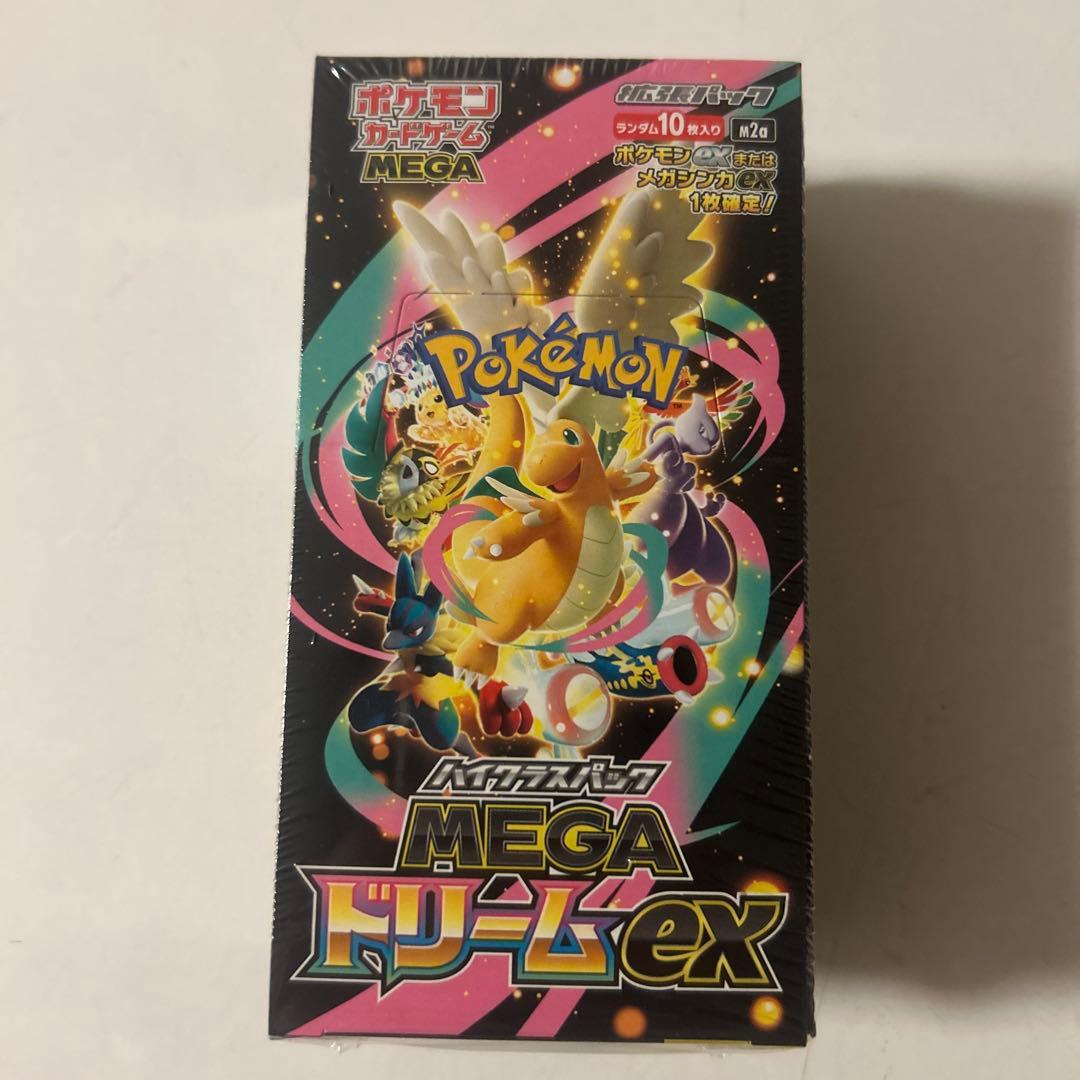 ポケモン
カードゲーム
MEGA
拡張パック
ランダム10枚入り M2a
ポケモンexまたは
メガシンカex
1枚確定!
POKéMON
TM
ハイクラスパック
MEGA
ドリームex